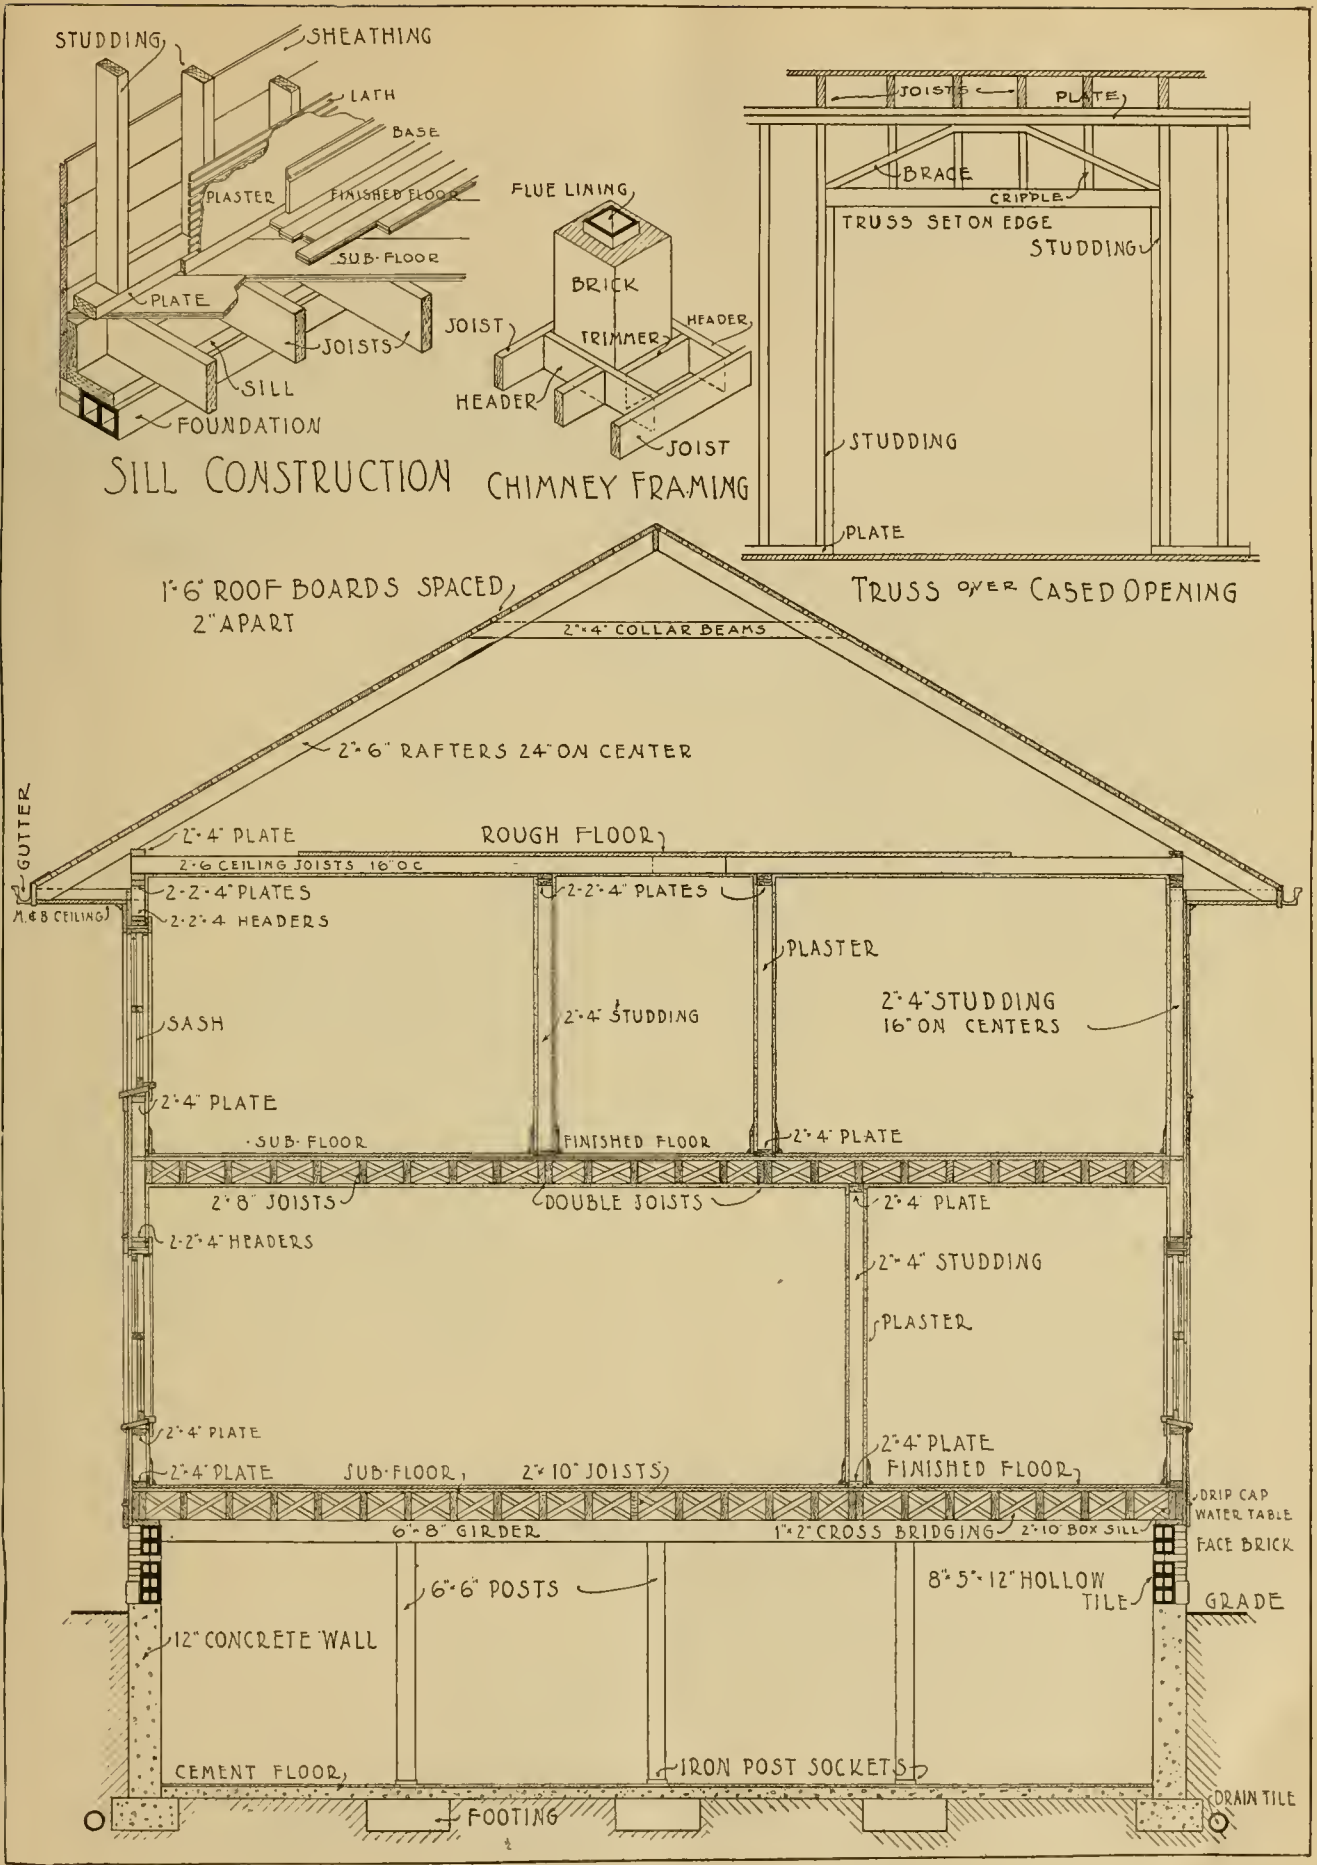 STUDDING
SHEATHING
LATH
BASE
PLASTER
FINISHED FLOOR
SUB-FLOOR
PLATE
JOISTS
SILL
FOUNDATION
SILL CONSTRUCTION
FLUE LINING
BRICK
JOIST
TRIMMER
HEADER
HEADER
JOIST
CHIMNEY FRAMING
JOISTS
PLATE
BRACE
CRIPPLE
TRUSS SET ON EDGE
STUDDING
STUDDING
PLATE
TRUSS OVER CASED OPENING
1"·6" ROOF BOARDS SPACED
2" APART
2"×4" COLLAR BEAMS
2"×6" RAFTERS 24" ON CENTER
GUTTER
2"·4" PLATE
ROUGH FLOOR
2"·6 CEILING JOISTS 16" O.C
2-2"·4" PLATES
2-2"·4" PLATES
M.&B CEILING
2-2"·4 HEADERS
PLASTER
2"·4" STUDDING
16" ON CENTERS
SASH
2"·4" STUDDING
2"·4" PLATE
SUB-FLOOR
FINISHED FLOOR
2"·4" PLATE
2"·8" JOISTS
DOUBLE JOISTS
2"·4" PLATE
2-2"·4" HEADERS
2"·4" STUDDING
PLASTER
2"·4" PLATE
2"·4" PLATE
2"·4" PLATE
SUB-FLOOR
2"×10" JOISTS
FINISHED FLOOR
DRIP CAP
WATER TABLE
6"×8" GIRDER
1"×2" CROSS BRIDGING
2"·10" BOX SILL
FACE BRICK
6"·6" POSTS
8"·5"·12" HOLLOW
TILE
GRADE
12" CONCRETE WALL
CEMENT FLOOR
IRON POST SOCKETS
FOOTING
DRAIN TILE